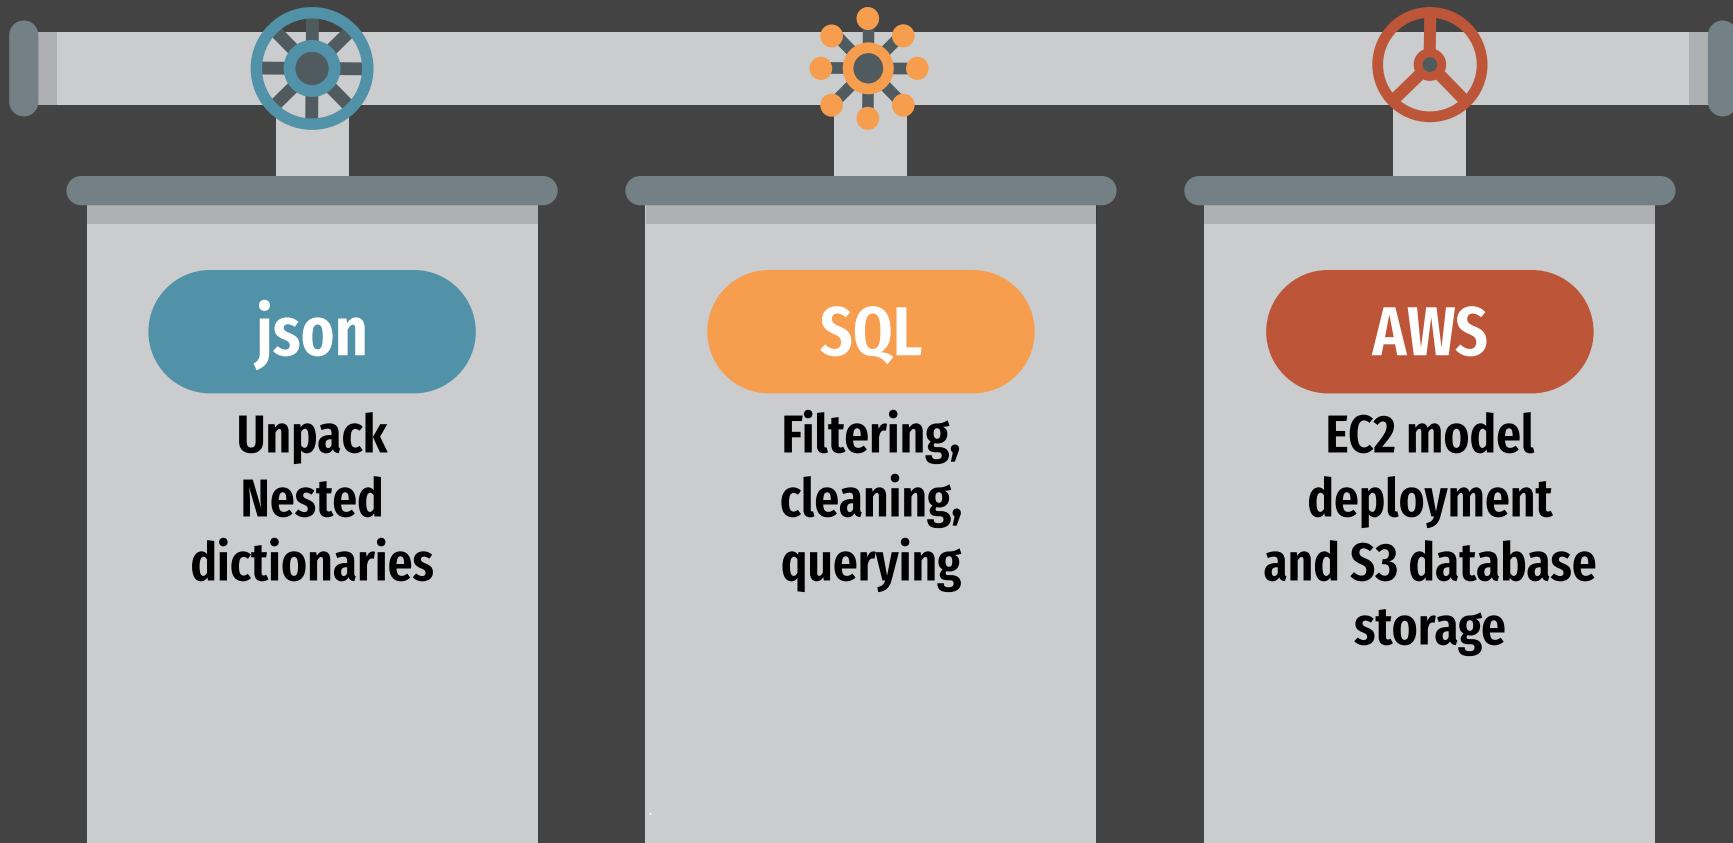 json
Unpack
Nested
dictionaries
SQL
Filtering,
cleaning,
querying
AWS
EC2 model
deployment
and S3 database
storage